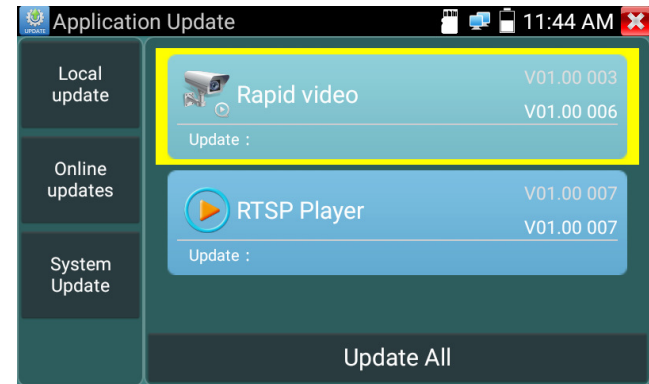 UPDATE
Application Update
11:44 AM
Local
update
Online
updates
System
Update
Rapid video
V01.00 003
V01.00 006
Update :
RTSP Player
V01.00 007
V01.00 007
Update :
Update All